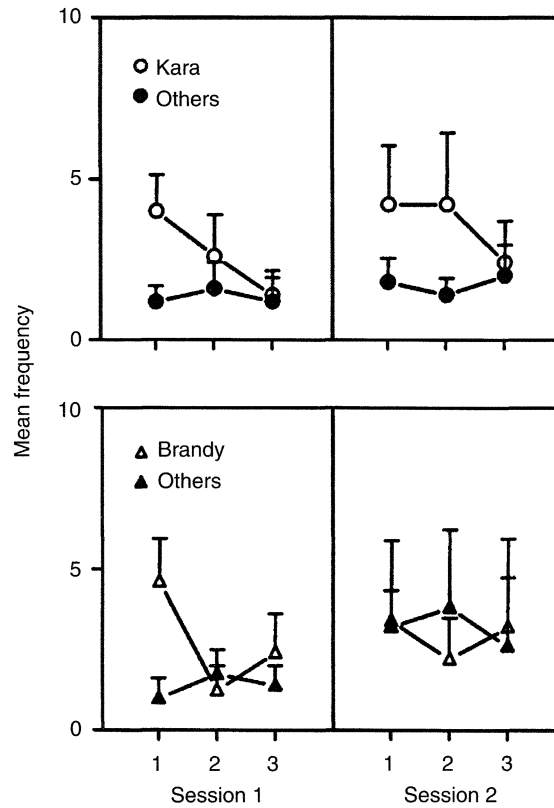 10
Kara
Others
5
0
Mean frequency
10
Brandy
Others
5
0
1 2 3 1 2 3
Session 1 Session 2